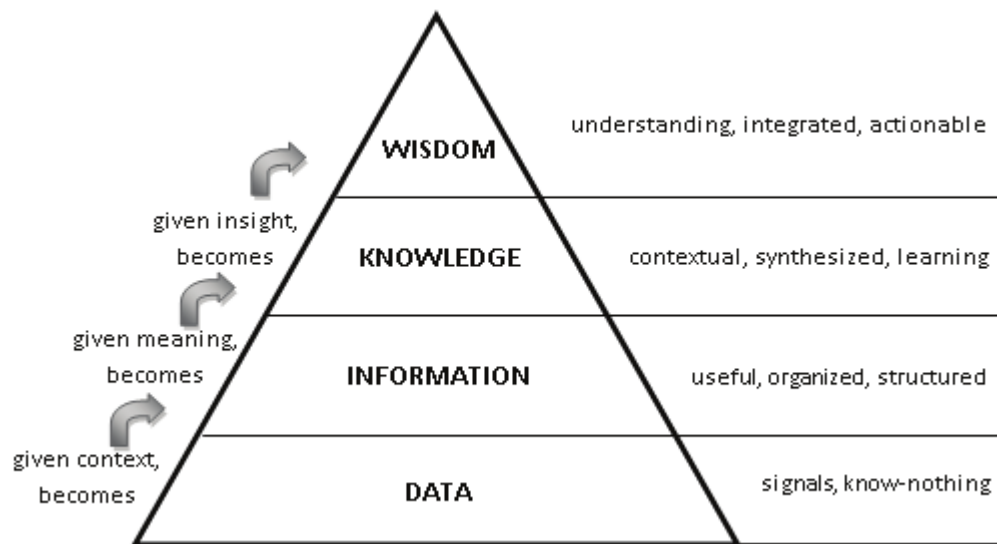 understanding, integrated, actionable
WISDOM
given insight,
becomes
KNOWLEDGE
contextual, synthesized, learning
given meaning,
becomes
INFORMATION
useful, organized, structured
given context,
becomes
DATA
signals, know-nothing